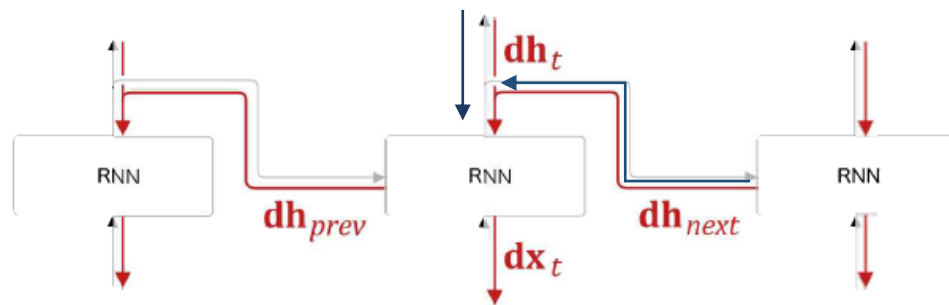 dh_t
RNN
RNN
RNN
dh_prev
dh_next
dx_t